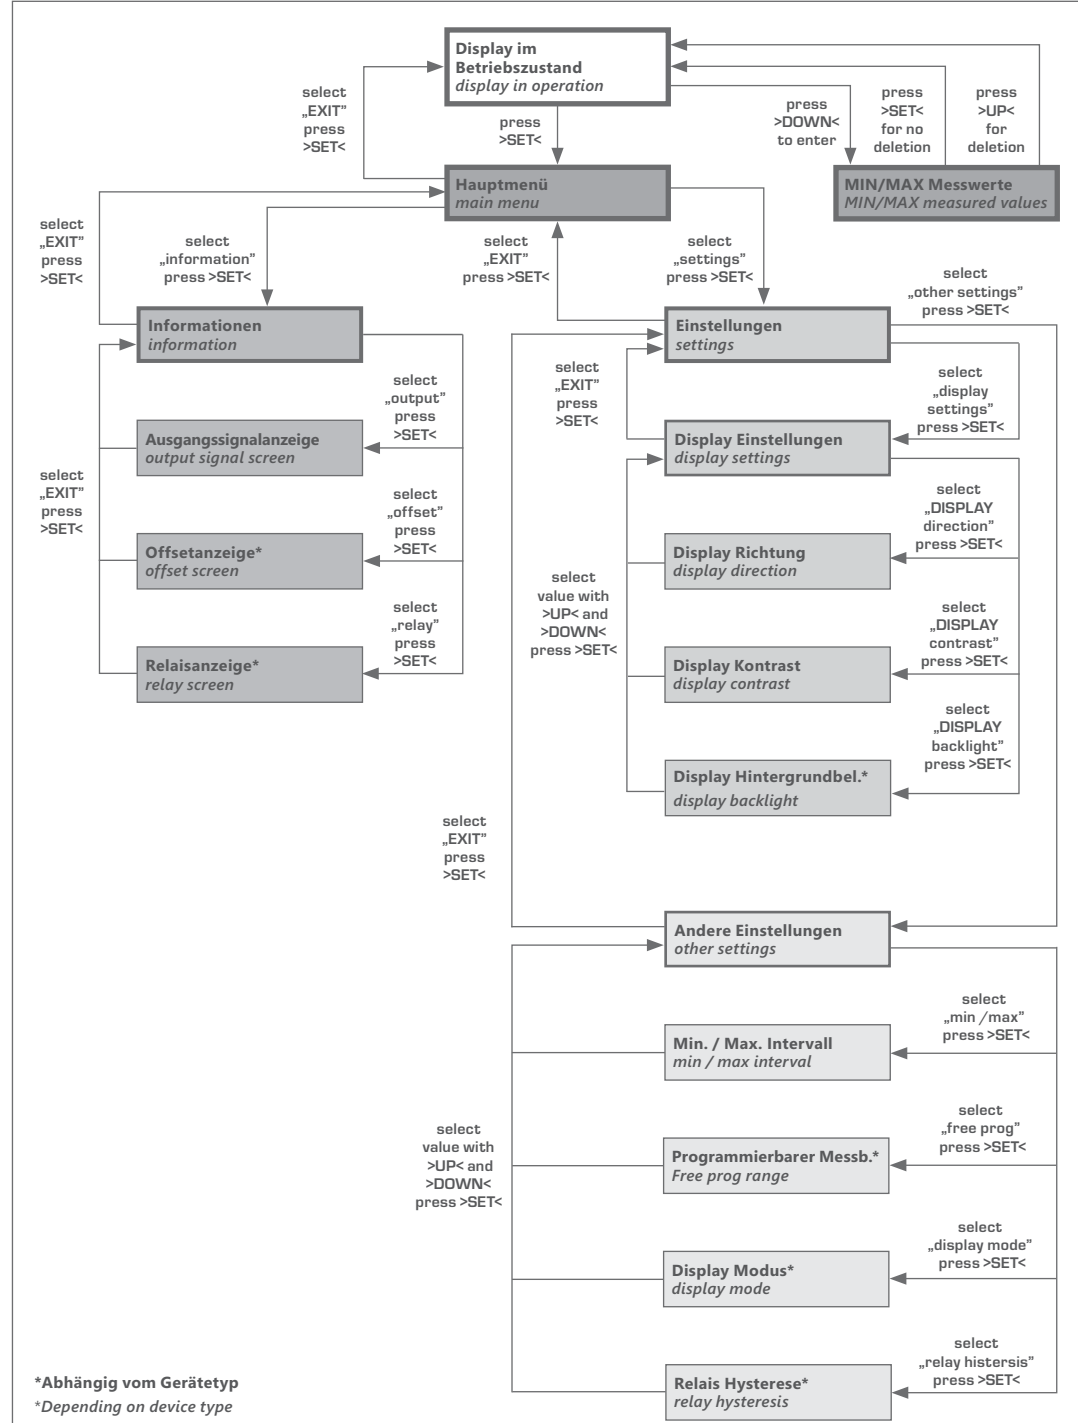 Display im
Betriebszustand
display in operation
select
„EXIT”
press
>SET<
press
>SET<
press
>DOWN<
to enter
press
>SET<
for no
deletion
press
>UP<
for
deletion
Hauptmenü
main menu
MIN/MAX Messwerte
MIN/MAX measured values
select
„EXIT”
press
>SET<
select
„information”
press >SET<
select
„EXIT”
press >SET<
select
„settings”
press >SET<
select
„other settings”
press >SET<
Informationen
information
Einstellungen
settings
select
„output”
press
>SET<
select
„EXIT”
press
>SET<
select
„display
settings”
press >SET<
Ausgangssignalanzeige
output signal screen
Display Einstellungen
display settings
select
„EXIT”
press
>SET<
select
„offset”
press
>SET<
select
„DISPLAY
direction”
press >SET<
Offsetanzeige*
offset screen
Display Richtung
display direction
select
value with
>UP< and
>DOWN<
press >SET<
select
„relay”
press
>SET<
select
„DISPLAY
contrast”
press >SET<
Relaisanzeige*
relay screen
Display Kontrast
display contrast
select
„DISPLAY
backlight”
press >SET<
Display Hintergrundbel.*
display backlight
select
„EXIT”
press
>SET<
Andere Einstellungen
other settings
select
„min /max”
press >SET<
Min. / Max. Intervall
min / max interval
select
„free prog”
press >SET<
select
value with
>UP< and
>DOWN<
press >SET<
Programmierbarer Messb.*
Free prog range
select
„display mode”
press >SET<
Display Modus*
display mode
select
„relay histersis”
press >SET<
Relais Hysterese*
relay hysteresis
*Abhängig vom Gerätetyp
*Depending on device type